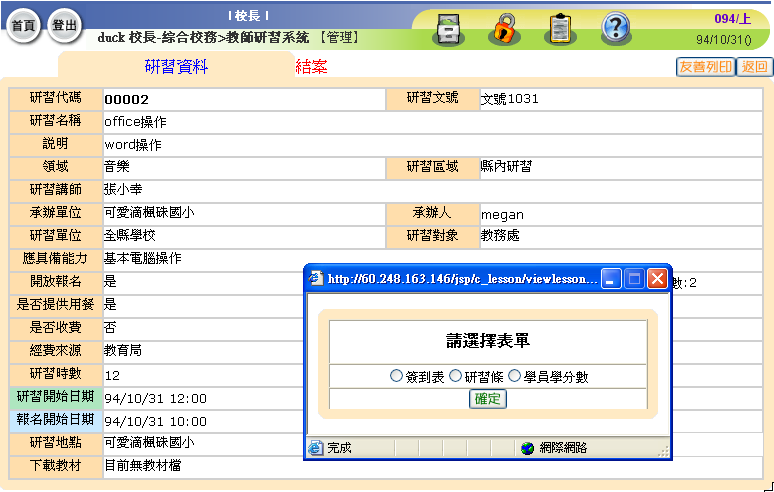 首頁 登出 I 校長 I 094/上
duck 校長-綜合校務>教師研習系統 【管理】 94/10/31()
研習資料 結案 友善列印 返回
研習代碼 00002 研習文號 文號1031
研習名稱 office操作
說明 word操作
領域 音樂 研習區域 縣內研習
研習講師 張小幸
承辦單位 可愛滴楓硃國小 承辦人 megan
研習單位 全縣學校 研習對象 教務處
應具備能力 基本電腦操作
開放報名 是 數:2
是否提供用餐 是
是否收費 否
經費來源 教育局
研習時數 12
研習開始日期 94/10/31 12:00
報名開始日期 94/10/31 10:00
研習地點 可愛滴楓硃國小
下載教材 目前無教材檔
http://60.248.163.146/jsp/c_lesson/viewlesson...
請選擇表單
簽到表 研習條 學員學分數
確定
完成 網際網路